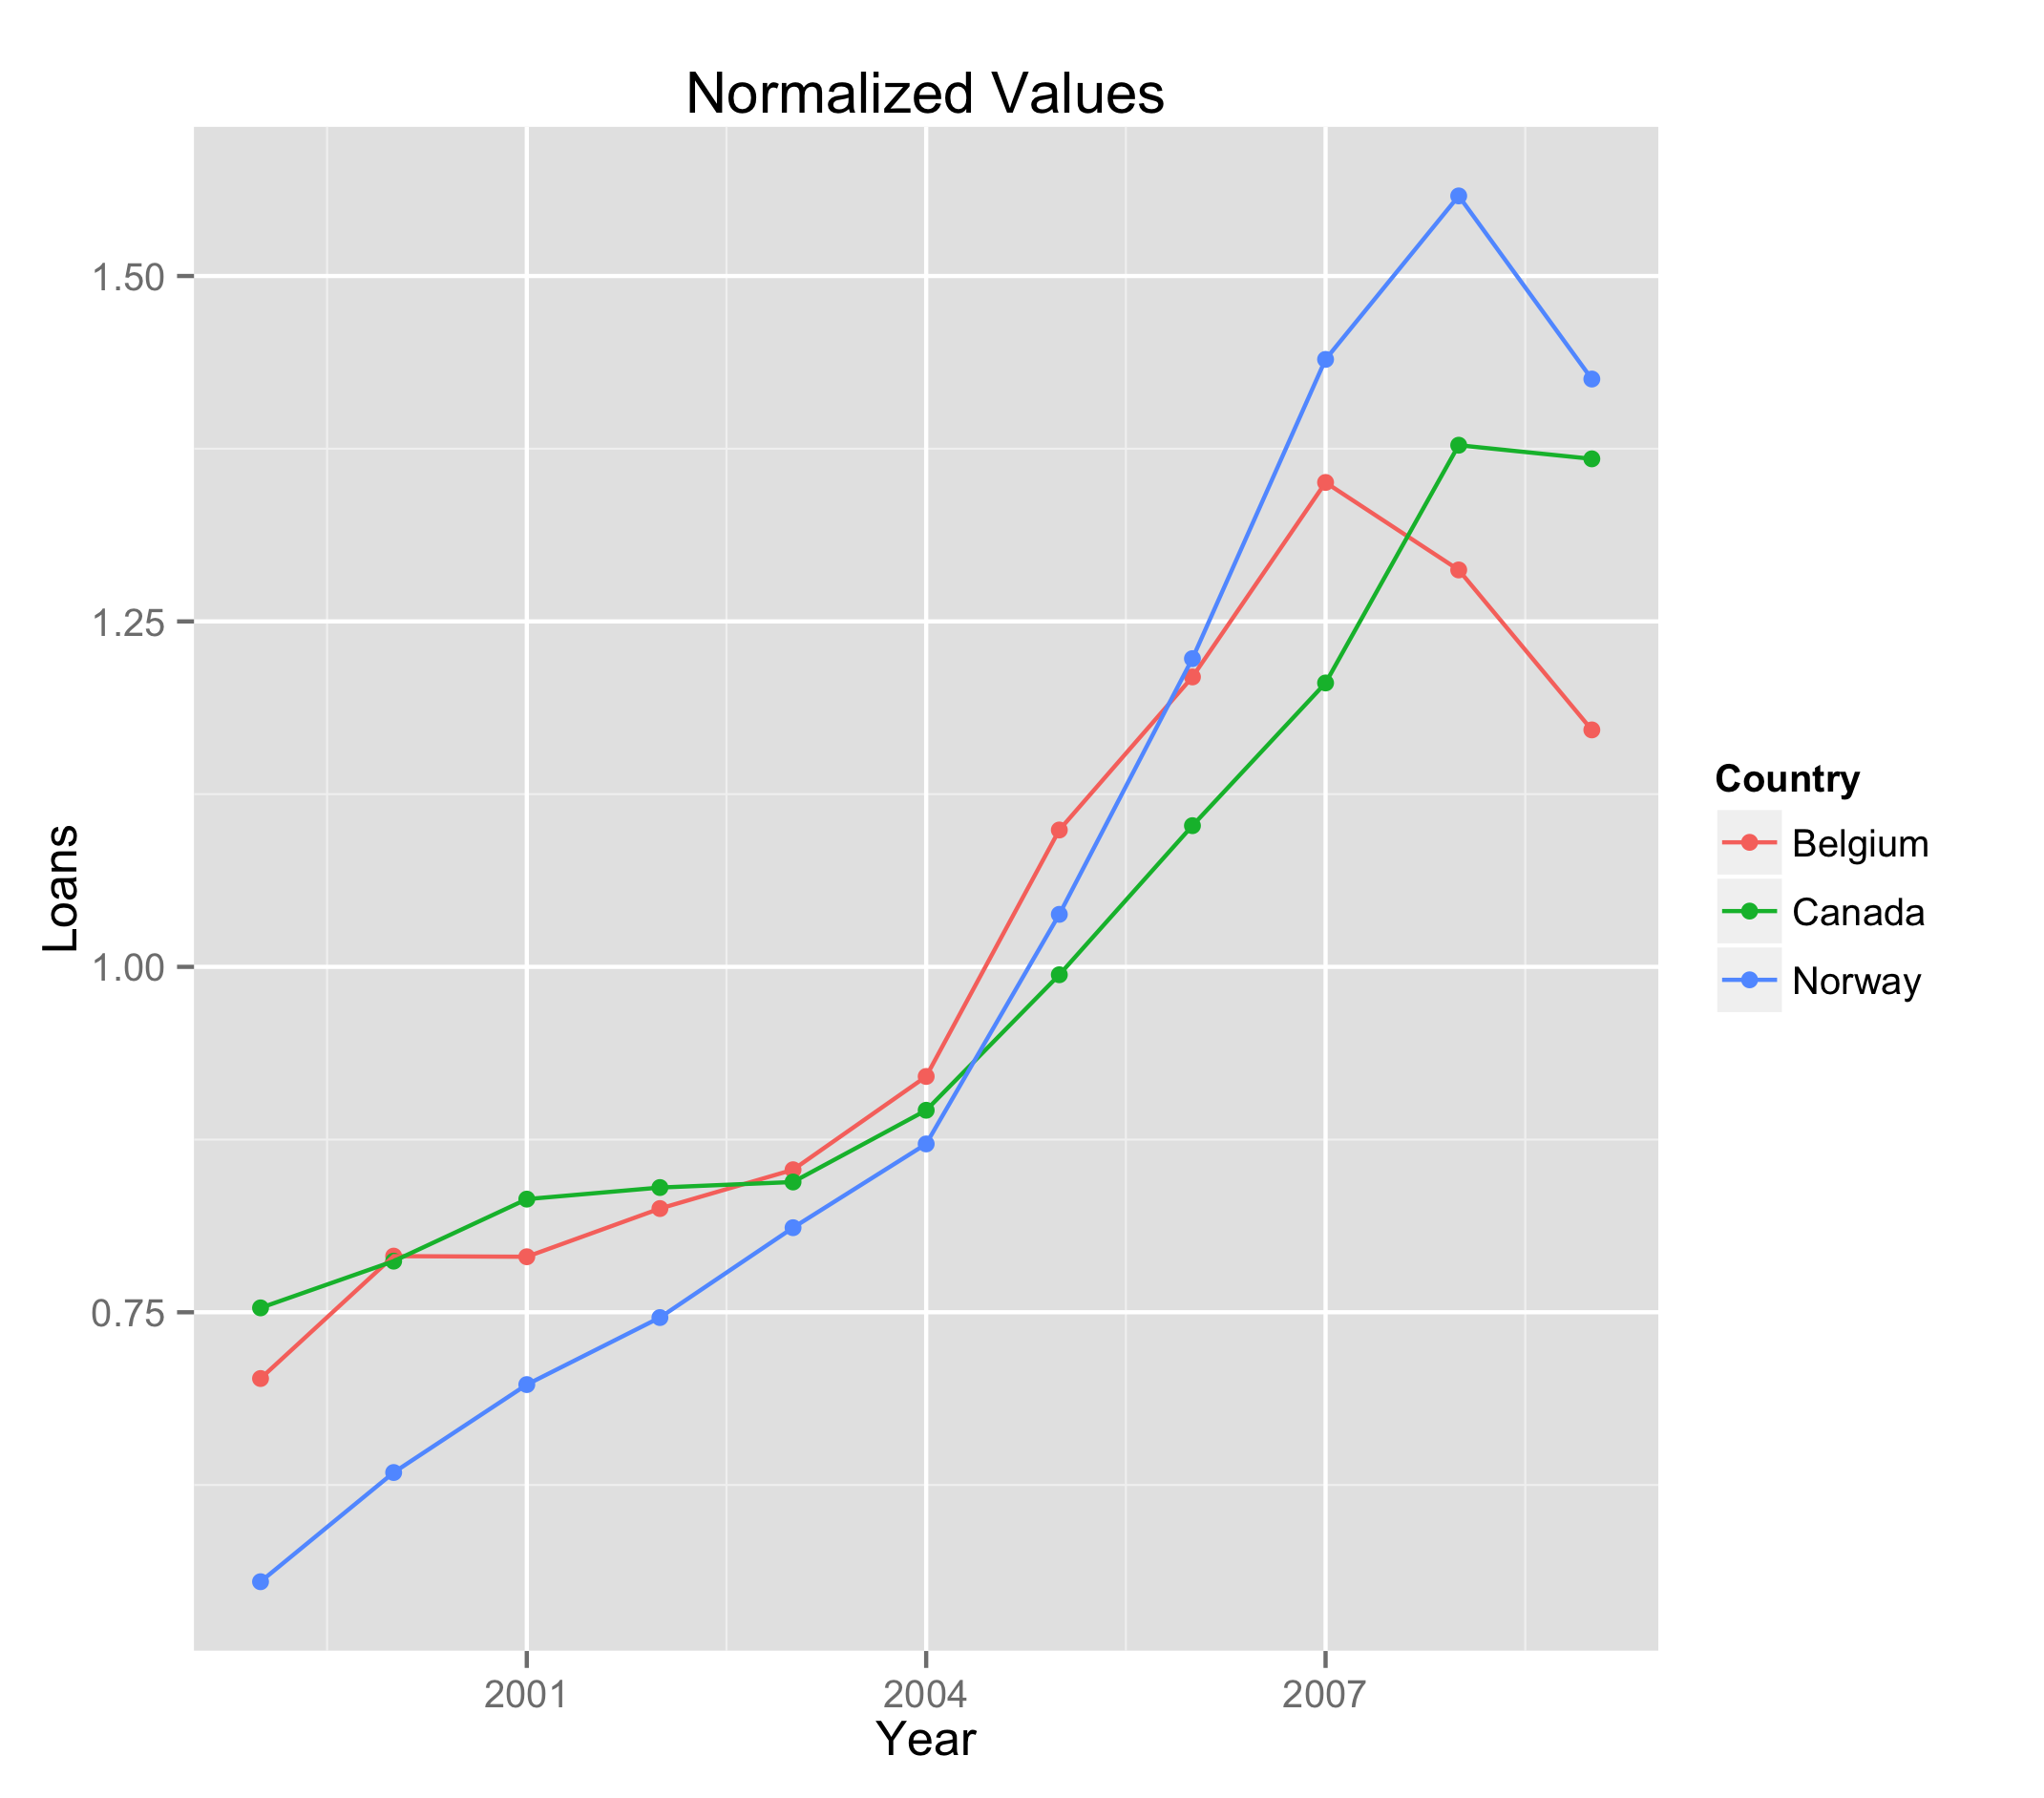 Normalized Values
1.50
1.25
1.00
0.75
Loans
2001 2004 2007
Year
Country
Belgium
Canada
Norway